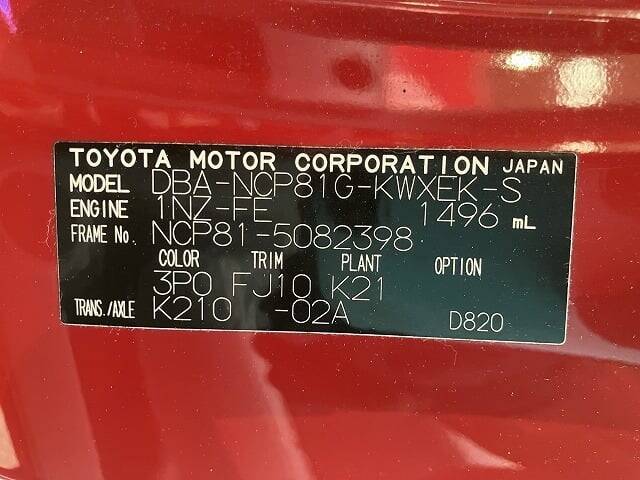 TOYOTA MOTOR CORPORATION JAPAN
MODEL DBA-NCP81G-KWXEK-S
ENGINE 1NZ-FE 1496 mL
FRAME No. NCP81-5082398
COLOR TRIM PLANT OPTION
3P0 FJ10 K21
TRANS./AXLE K210 -02A D820